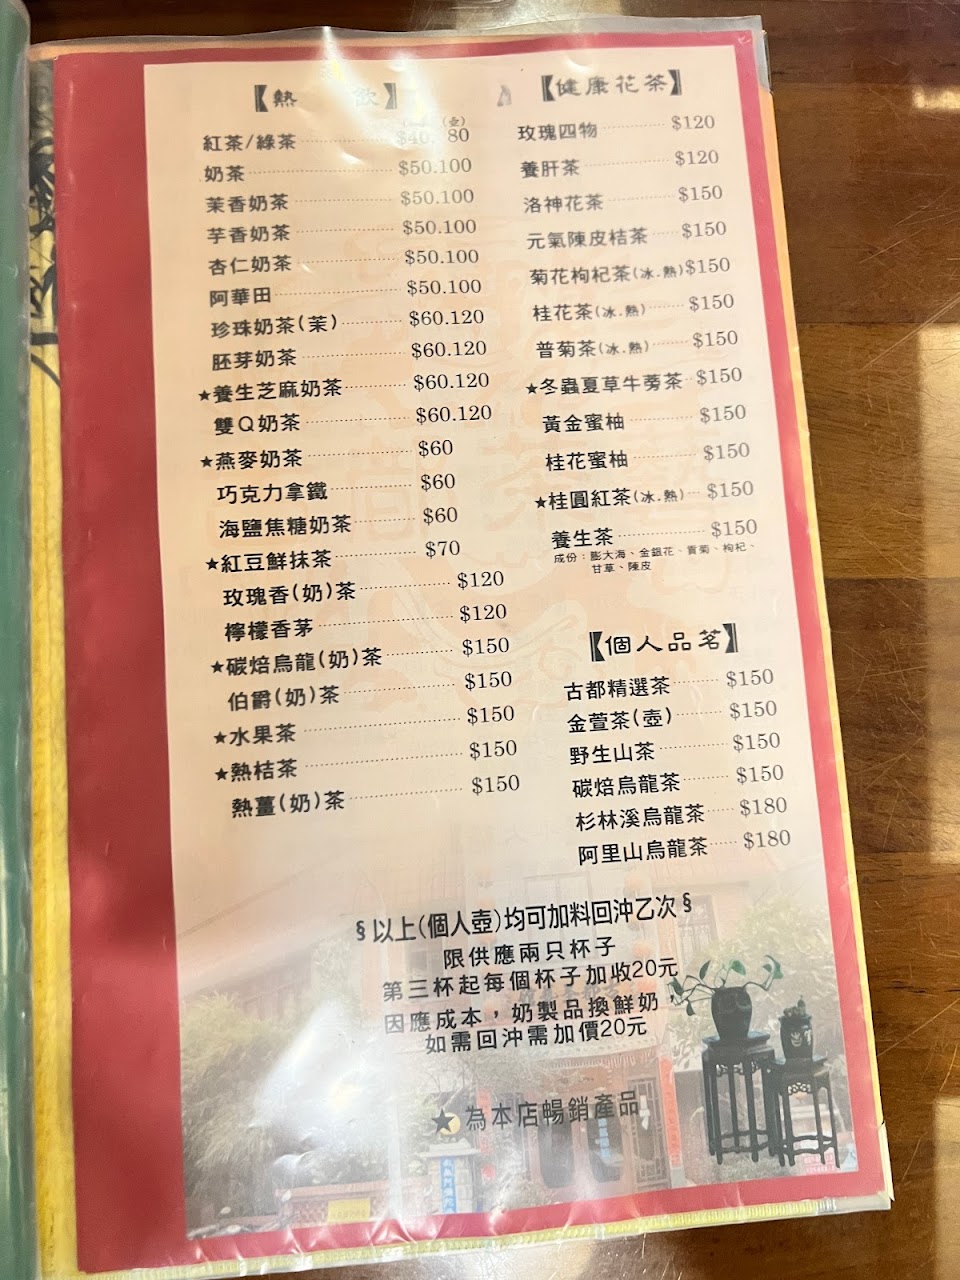 【熱 飲】
(壺)
紅茶/綠茶 $40. 80
奶茶 $50.100
茉香奶茶 $50.100
芋香奶茶 $50.100
杏仁奶茶 $50.100
阿華田 $50.100
珍珠奶茶(茉) $60.120
胚芽奶茶 $60.120
★養生芝麻奶茶 $60.120
雙Q奶茶 $60.120
★燕麥奶茶 $60
巧克力拿鐵 $60
海鹽焦糖奶茶 $60
★紅豆鮮抹茶 $70
玫瑰香(奶)茶 $120
檸檬香茅 $120
★碳焙烏龍(奶)茶 $150
伯爵(奶)茶 $150
★水果茶 $150
★熱桔茶 $150
熱薑(奶)茶 $150
【健康花茶】
玫瑰四物 $120
養肝茶 $120
洛神花茶 $150
元氣陳皮桔茶 $150
菊花枸杞茶(冰.熱) $150
桂花茶(冰.熱) $150
普菊茶(冰.熱) $150
★冬蟲夏草牛蒡茶 $150
黃金蜜柚 $150
桂花蜜柚 $150
★桂圓紅茶(冰.熱) $150
養生茶 $150
成份：膨大海、金銀花、貢菊、枸杞、
甘草、陳皮
【個人品茗】
古都精選茶 $150
金萱茶(壺) $150
野生山茶 $150
碳焙烏龍茶 $150
杉林溪烏龍茶 $180
阿里山烏龍茶 $180
§以上(個人壺)均可加料回沖乙次§
限供應兩只杯子
第三杯起每個杯子加收20元
因應成本，奶製品換鮮奶，
如需回沖需加價20元
★為本店暢銷產品